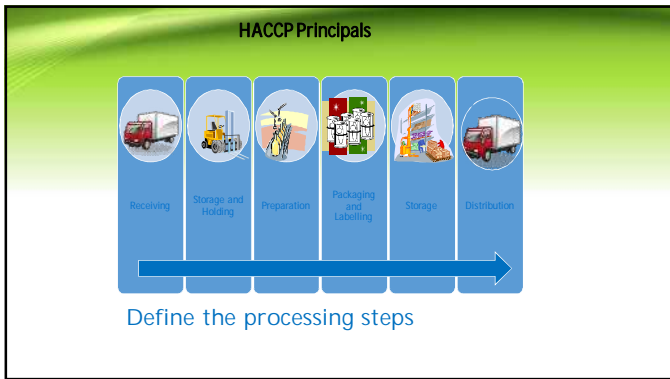 HACCP Principals
Receiving
Storage and
Holding
Preparation
Packaging
and
Labelling
Storage
Distribution
Define the processing steps